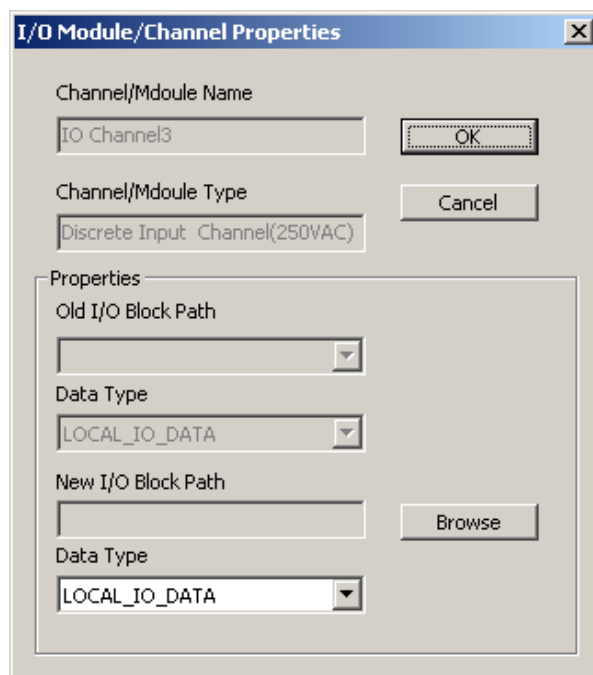 I/O Module/Channel Properties
Channel/Mdoule Name
IO Channel3
OK
Channel/Mdoule Type
Cancel
Discrete Input  Channel(250VAC)
Properties
Old I/O Block Path
Data Type
LOCAL_IO_DATA
New I/O Block Path
Browse
Data Type
LOCAL_IO_DATA